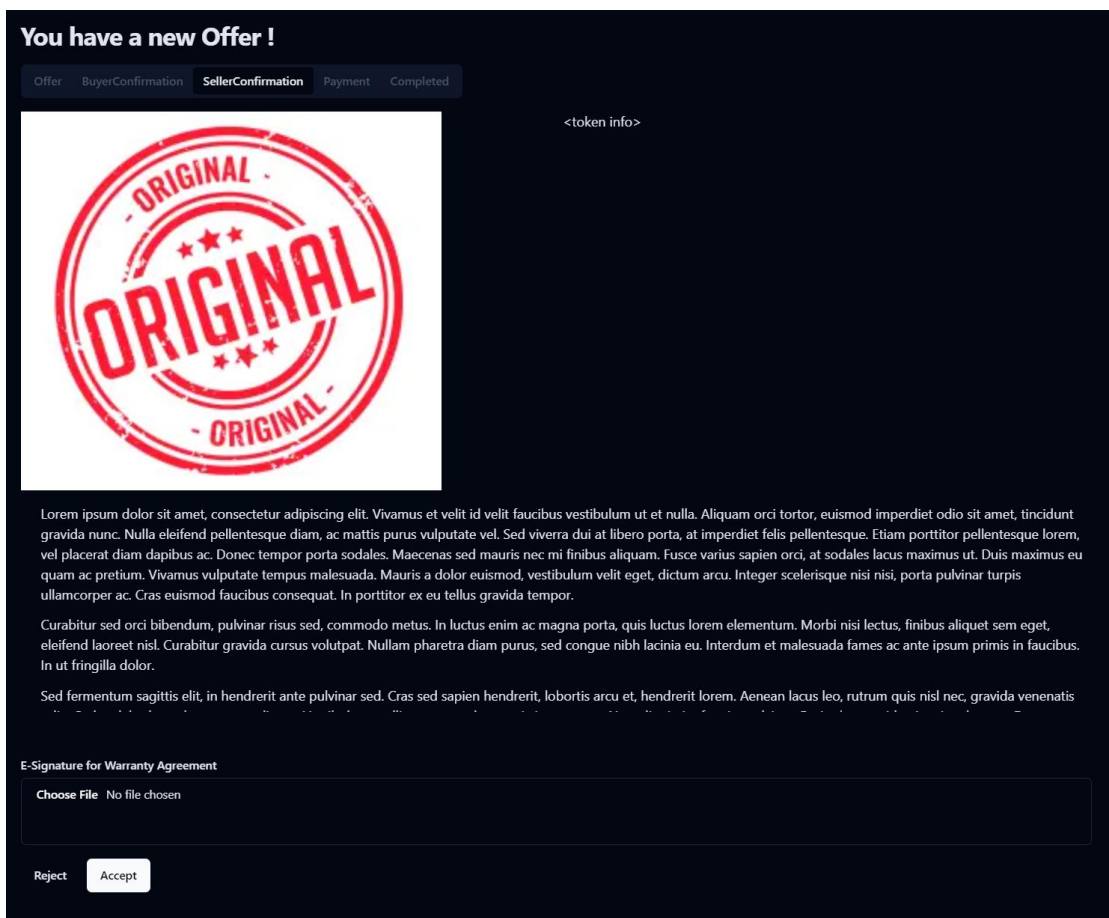 You have a new Offer !
Offer BuyerConfirmation SellerConfirmation Payment Completed
<token info>
- ORIGINAL -
ORIGINAL
- ORIGINAL -
Lorem ipsum dolor sit amet, consectetur adipiscing elit. Vivamus et velit id velit faucibus vestibulum ut et nulla. Aliquam orci tortor, euismod imperdiet odio sit amet, tincidunt
gravida nunc. Nulla eleifend pellentesque diam, ac mattis purus vulputate vel. Sed viverra dui at libero porta, at imperdiet felis pellentesque. Etiam porttitor pellentesque lorem,
vel placerat diam dapibus ac. Donec tempor porta sodales. Maecenas sed mauris nec mi finibus aliquam. Fusce varius sapien orci, at sodales lacus maximus ut. Duis maximus eu
quam ac pretium. Vivamus vulputate tempus malesuada. Mauris a dolor euismod, vestibulum velit eget, dictum arcu. Integer scelerisque nisi nisi, porta pulvinar turpis
ullamcorper ac. Cras euismod faucibus consequat. In porttitor ex eu tellus gravida tempor.
Curabitur sed orci bibendum, pulvinar risus sed, commodo metus. In luctus enim ac magna porta, quis luctus lorem elementum. Morbi nisi lectus, finibus aliquet sem eget,
eleifend laoreet nisl. Curabitur gravida cursus volutpat. Nullam pharetra diam purus, sed congue nibh lacinia eu. Interdum et malesuada fames ac ante ipsum primis in faucibus.
In ut fringilla dolor.
Sed fermentum sagittis elit, in hendrerit ante pulvinar sed. Cras sed sapien hendrerit, lobortis arcu et, hendrerit lorem. Aenean lacus leo, rutrum quis nisl nec, gravida venenatis
E-Signature for Warranty Agreement
Choose File No file chosen
Reject Accept